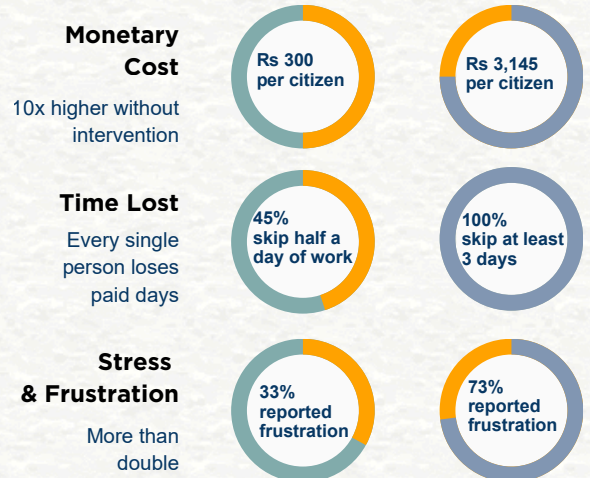 Monetary
Cost
10x higher without
intervention
Rs 300
per citizen
Rs 3,145
per citizen
Time Lost
Every single
person loses
paid days
45%
skip half a
day of work
100%
skip at least
3 days
Stress
& Frustration
More than
double
33%
reported
frustration
73%
reported
frustration